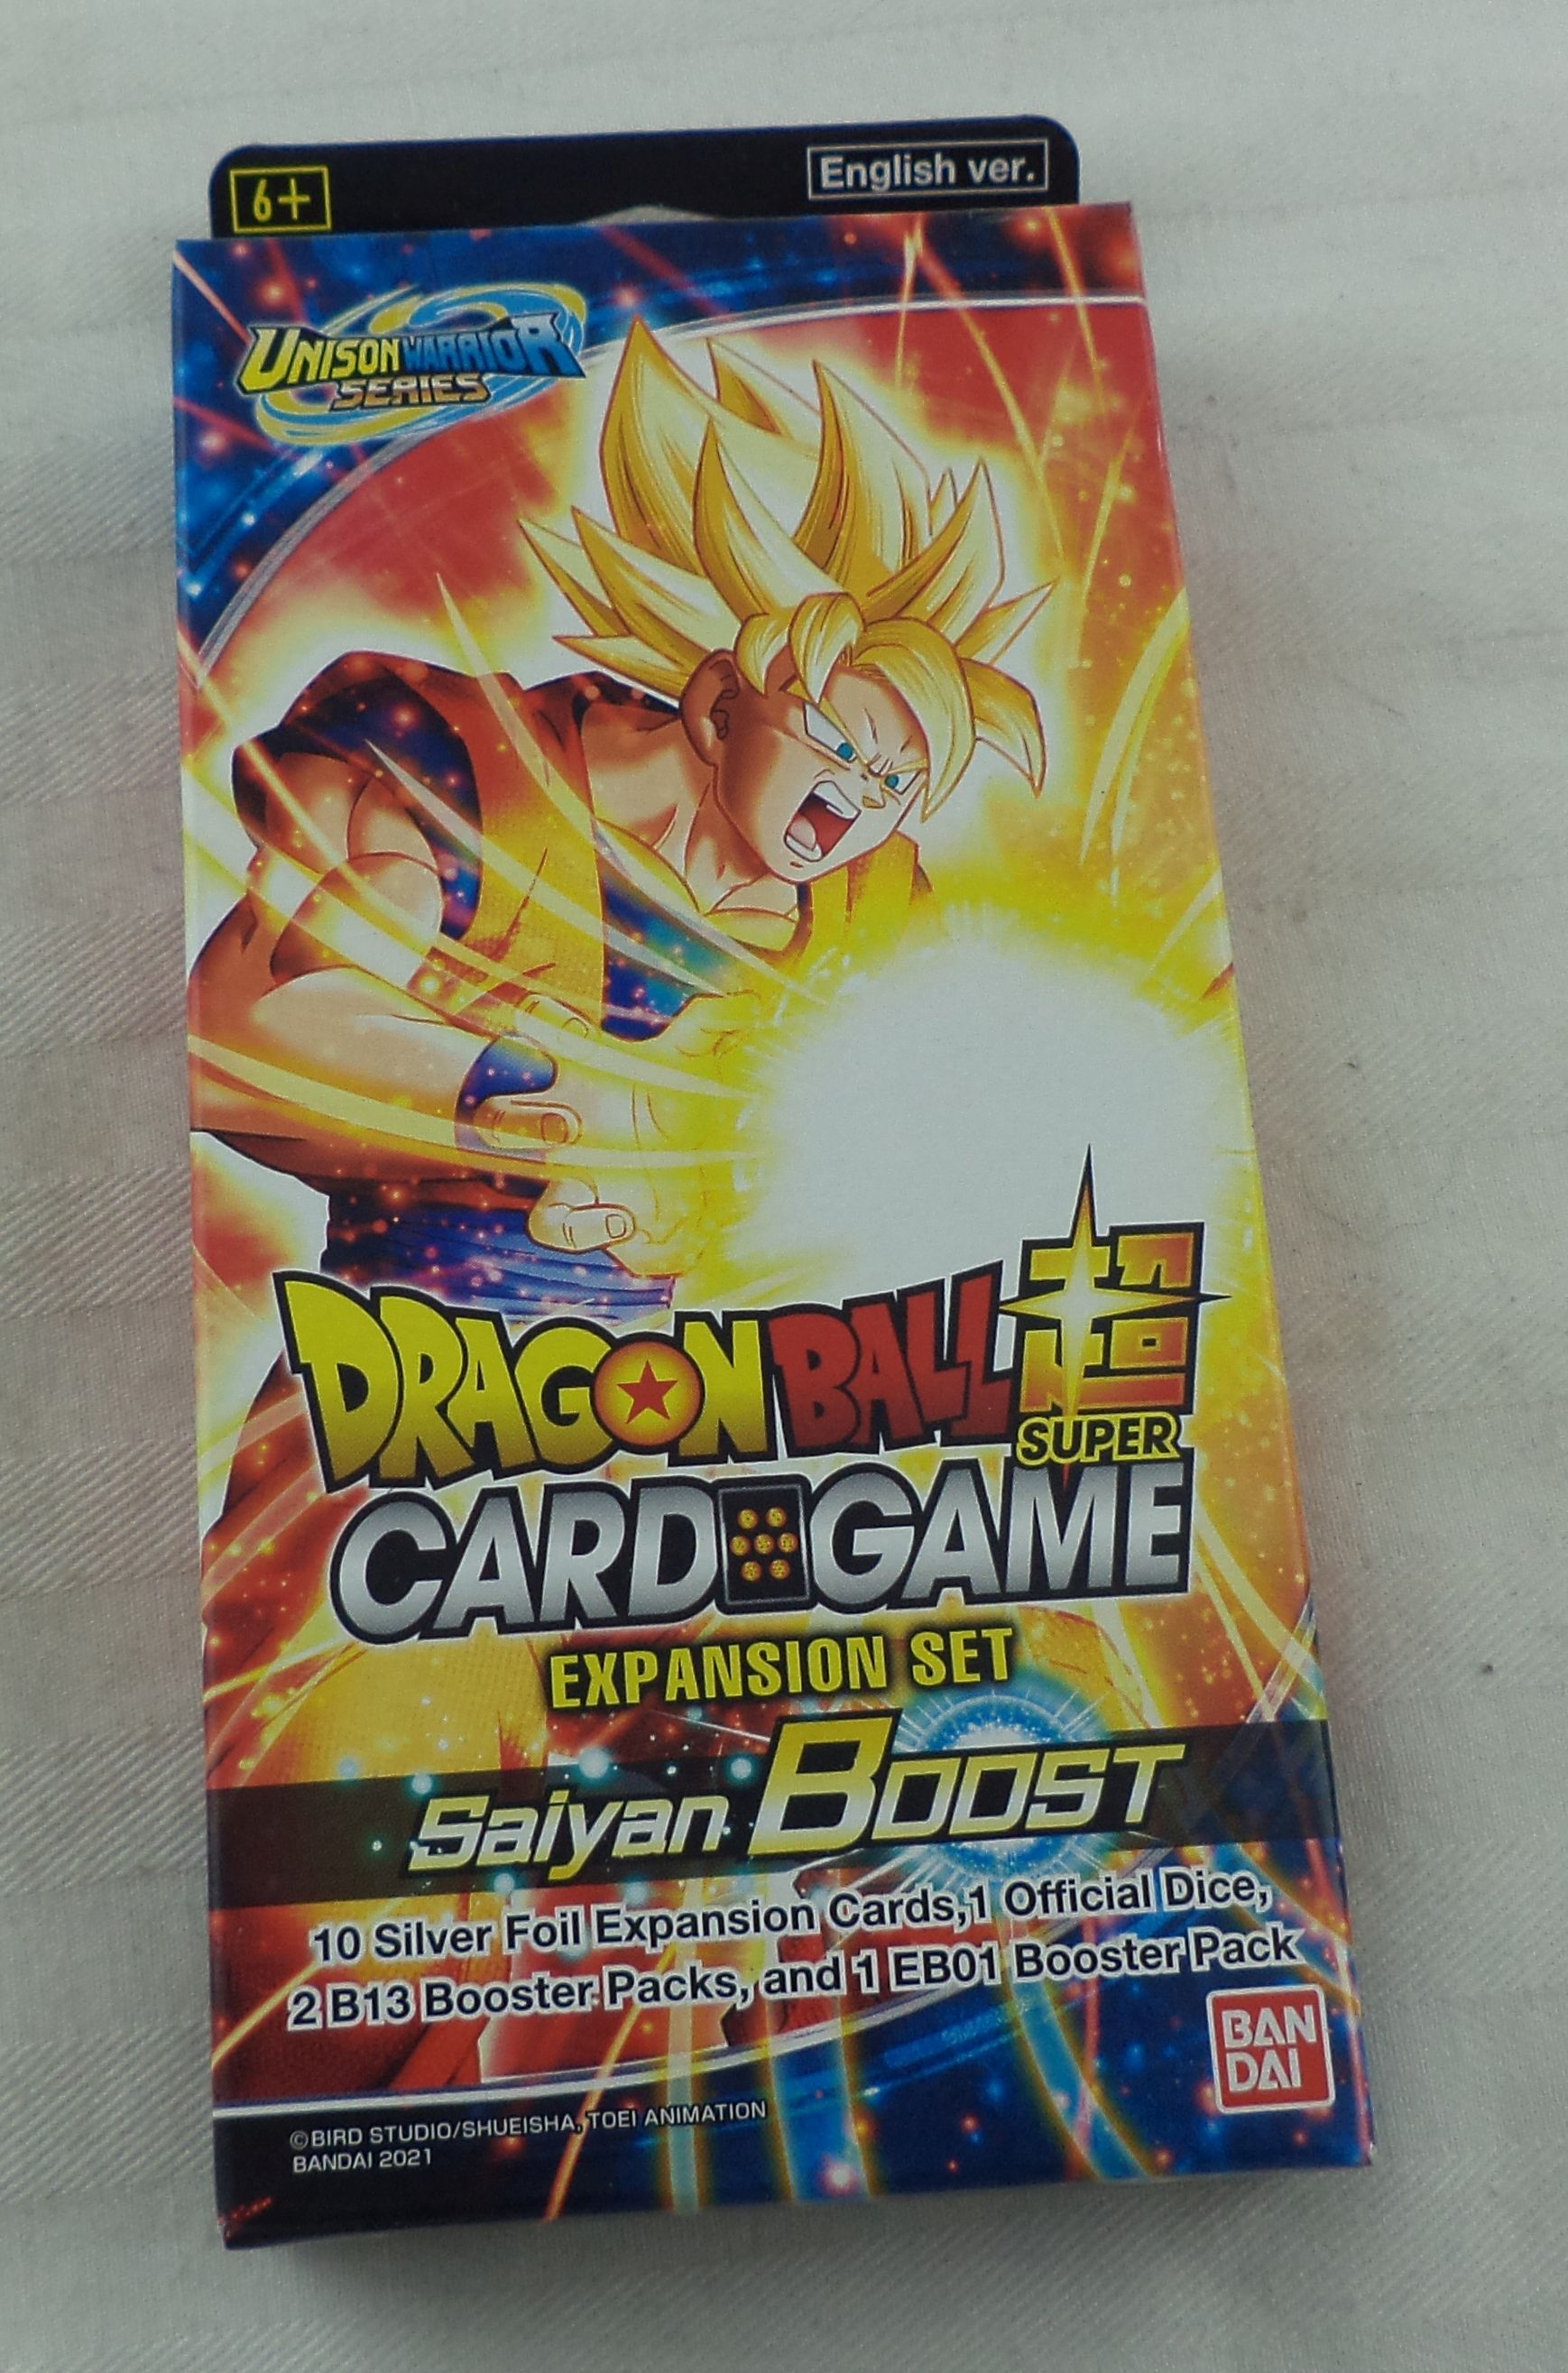 6+
English ver.
UNISON WARRIOR
SERIES
DRAGON BALL 超
SUPER
CARD GAME
EXPANSION SET
Saiyan BOOST
10 Silver Foil Expansion Cards,1 Official Dice,
2 B13 Booster Packs, and 1 EB01 Booster Pack
BAN
DAI
©BIRD STUDIO/SHUEISHA, TOEI ANIMATION
BANDAI 2021